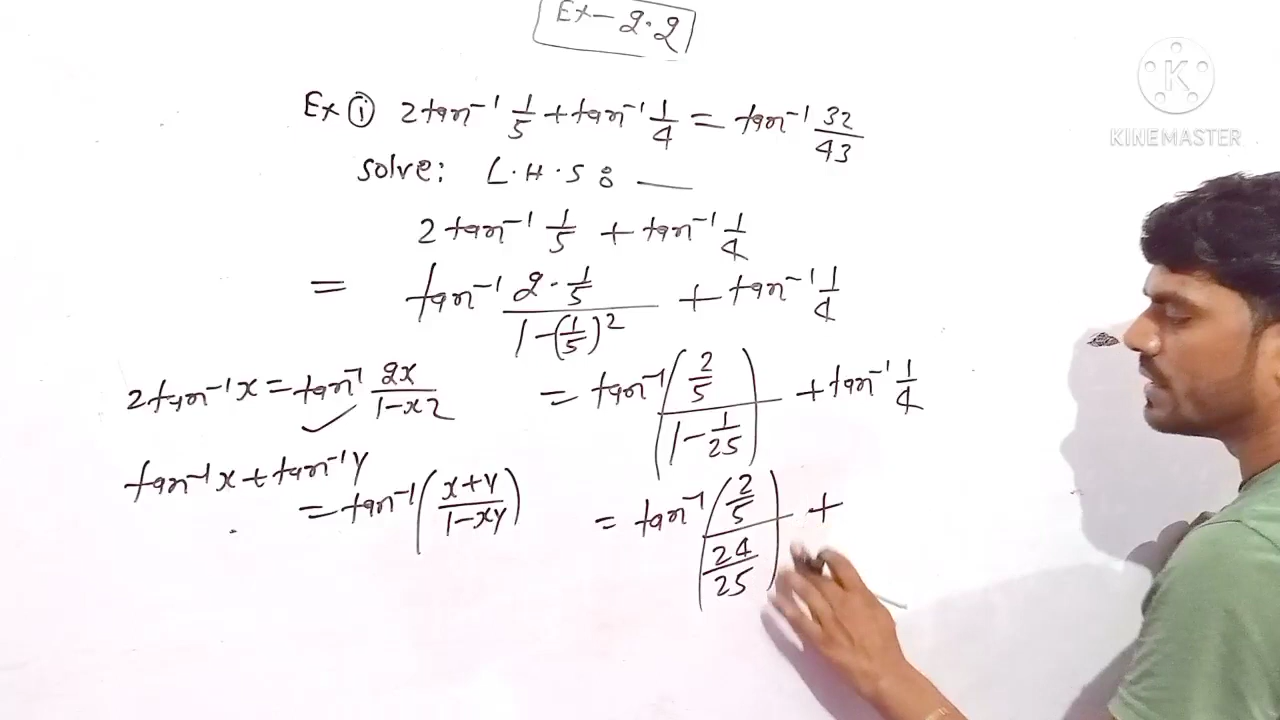 Ex - 2.2
Ex ① 2tan⁻¹ 1/5 + tan⁻¹ 1/4 = tan⁻¹ 32/43
solve: L.H.S : —
2tan⁻¹ 1/5 + tan⁻¹ 1/4
= tan⁻¹ (2 · 1/5)/(1-(1/5)²) + tan⁻¹ 1/4
2tan⁻¹x = tan⁻¹ 2x/(1-x2)
= tan⁻¹((2/5)/(1 - 1/25)) + tan⁻¹ 1/4
tan⁻¹x + tan⁻¹y
= tan⁻¹((x+y)/(1-xy))
= tan⁻¹((2/5)/(24/25)) +
K
KINEMASTER